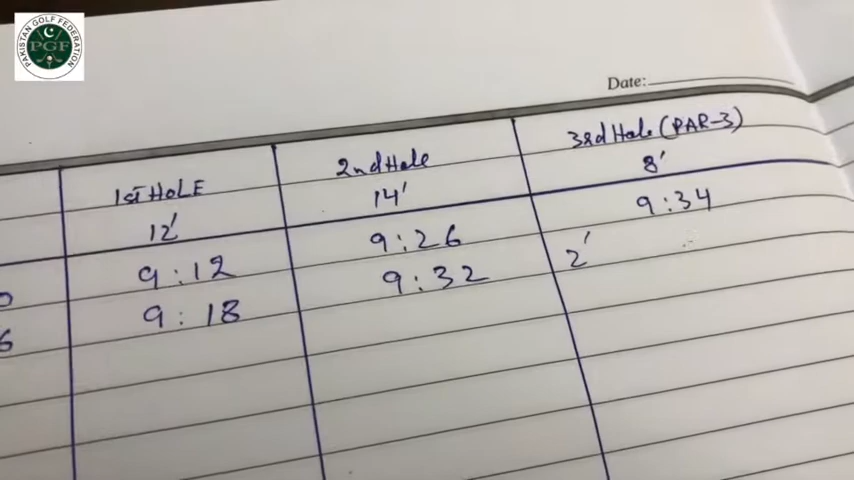 PAKISTAN GOLF FEDERATION
PGF
Date:
1st HOLE 2nd Hole 3rd Hole (PAR-3)
12' 14' 8'
9:12 9:26 9:34
9:18 9:32 2'